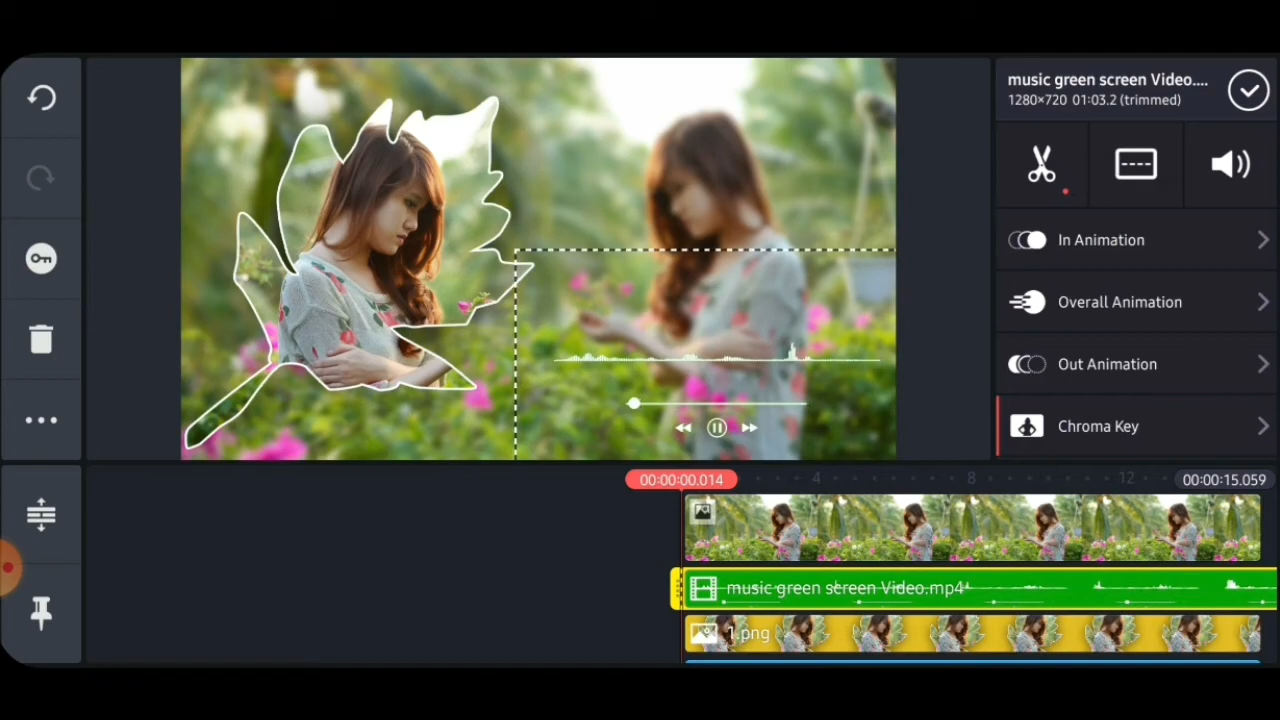 music green screen Video....
1280×720 01:03.2 (trimmed)
In Animation
Overall Animation
Out Animation
Chroma Key
00:00:00.014
4
8
12
00:00:15.059
music green screen Video.mp4
1.png